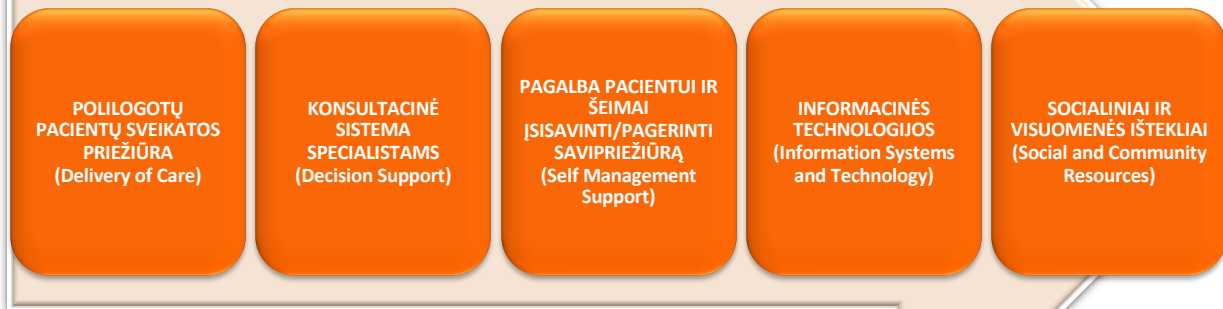 POLILOGOTŲ
PACIENTŲ SVEIKATOS
PRIEŽIŪRA
(Delivery of Care)
KONSULTACINĖ
SISTEMA
SPECIALISTAMS
(Decision Support)
PAGALBA PACIENTUI IR
ŠEIMAI
ĮSISAVINTI/PAGERINTI
SAVIPRIEŽIŪRĄ
(Self Management
Support)
INFORMACINĖS
TECHNOLOGIJOS
(Information Systems
and Technology)
SOCIALINIAI IR
VISUOMENĖS IŠTEKLIAI
(Social and Community
Resources)